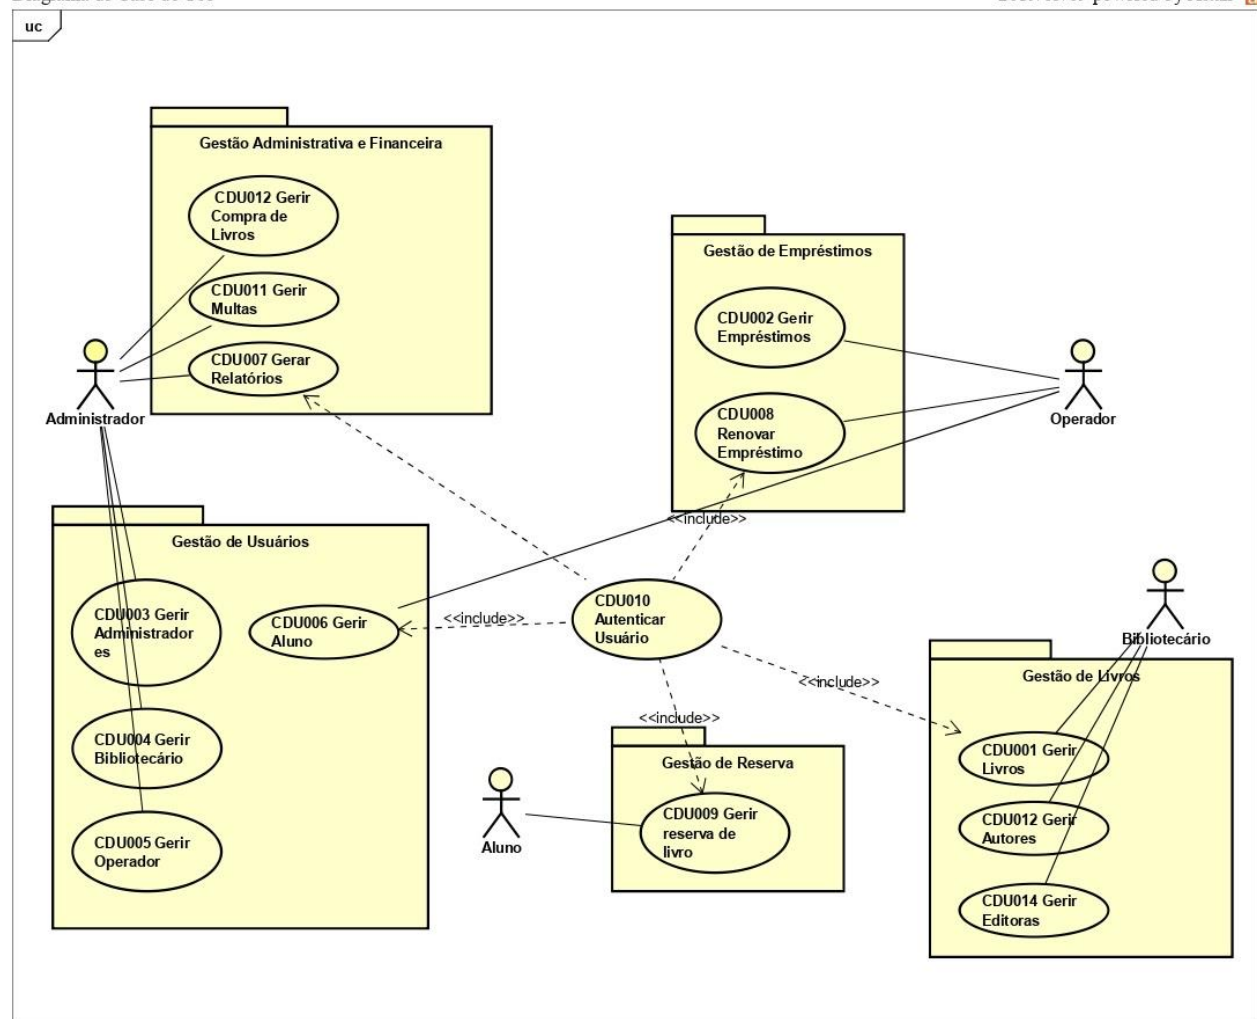 uc
Gestão Administrativa e Financeira
CDU012 Gerir
Compra de
Livros
CDU011 Gerir
Multas
CDU007 Gerar
Relatórios
Administrador
Gestão de Empréstimos
CDU002 Gerir
Empréstimos
CDU008
Renovar
Empréstimo
Operador
<<include>>
Gestão de Usuários
CDU003 Gerir
Administrador
es
CDU006 Gerir
Aluno
CDU004 Gerir
Bibliotecário
CDU005 Gerir
Operador
<<include>>
CDU010
Autenticar
Usuário
<<include>>
<<include>>
Bibliotecário
Gestão de Livros
CDU001 Gerir
Livros
CDU012 Gerir
Autores
CDU014 Gerir
Editoras
Gestão de Reserva
CDU009 Gerir
reserva de
livro
Aluno